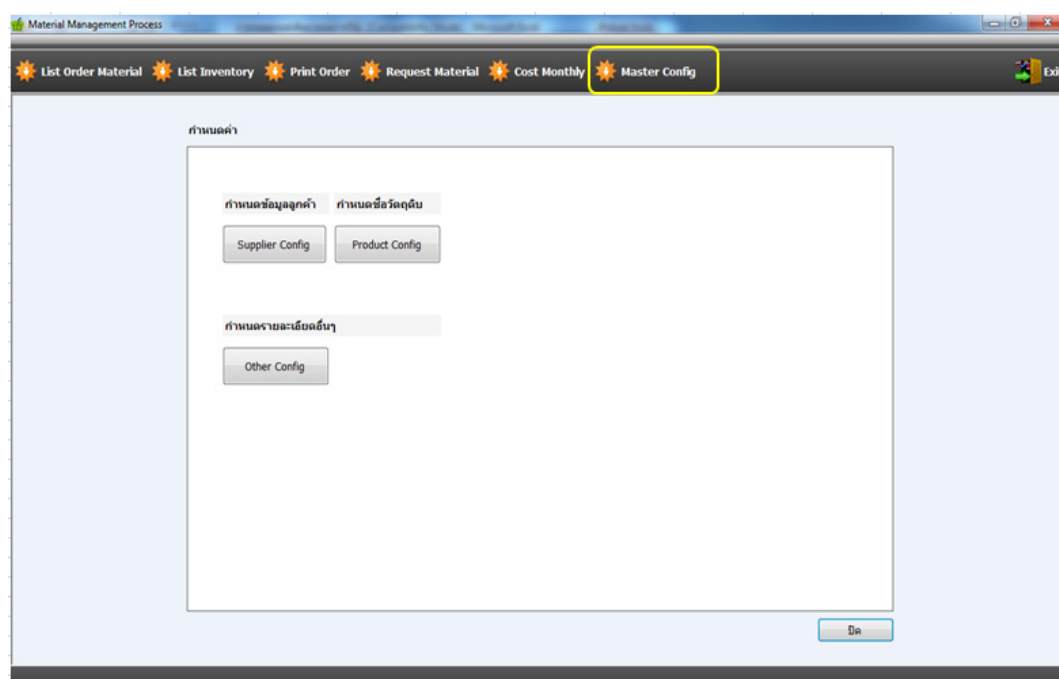 Material Management Process
List Order Material List Inventory Print Order Request Material Cost Monthly Master Config Exi
กำหนดค่า
กำหนดข้อมูลลูกค้า กำหนดชื่อวัตถุดิบ
Supplier Config Product Config
กำหนดรายละเอียดอื่นๆ
Other Config
ปิด